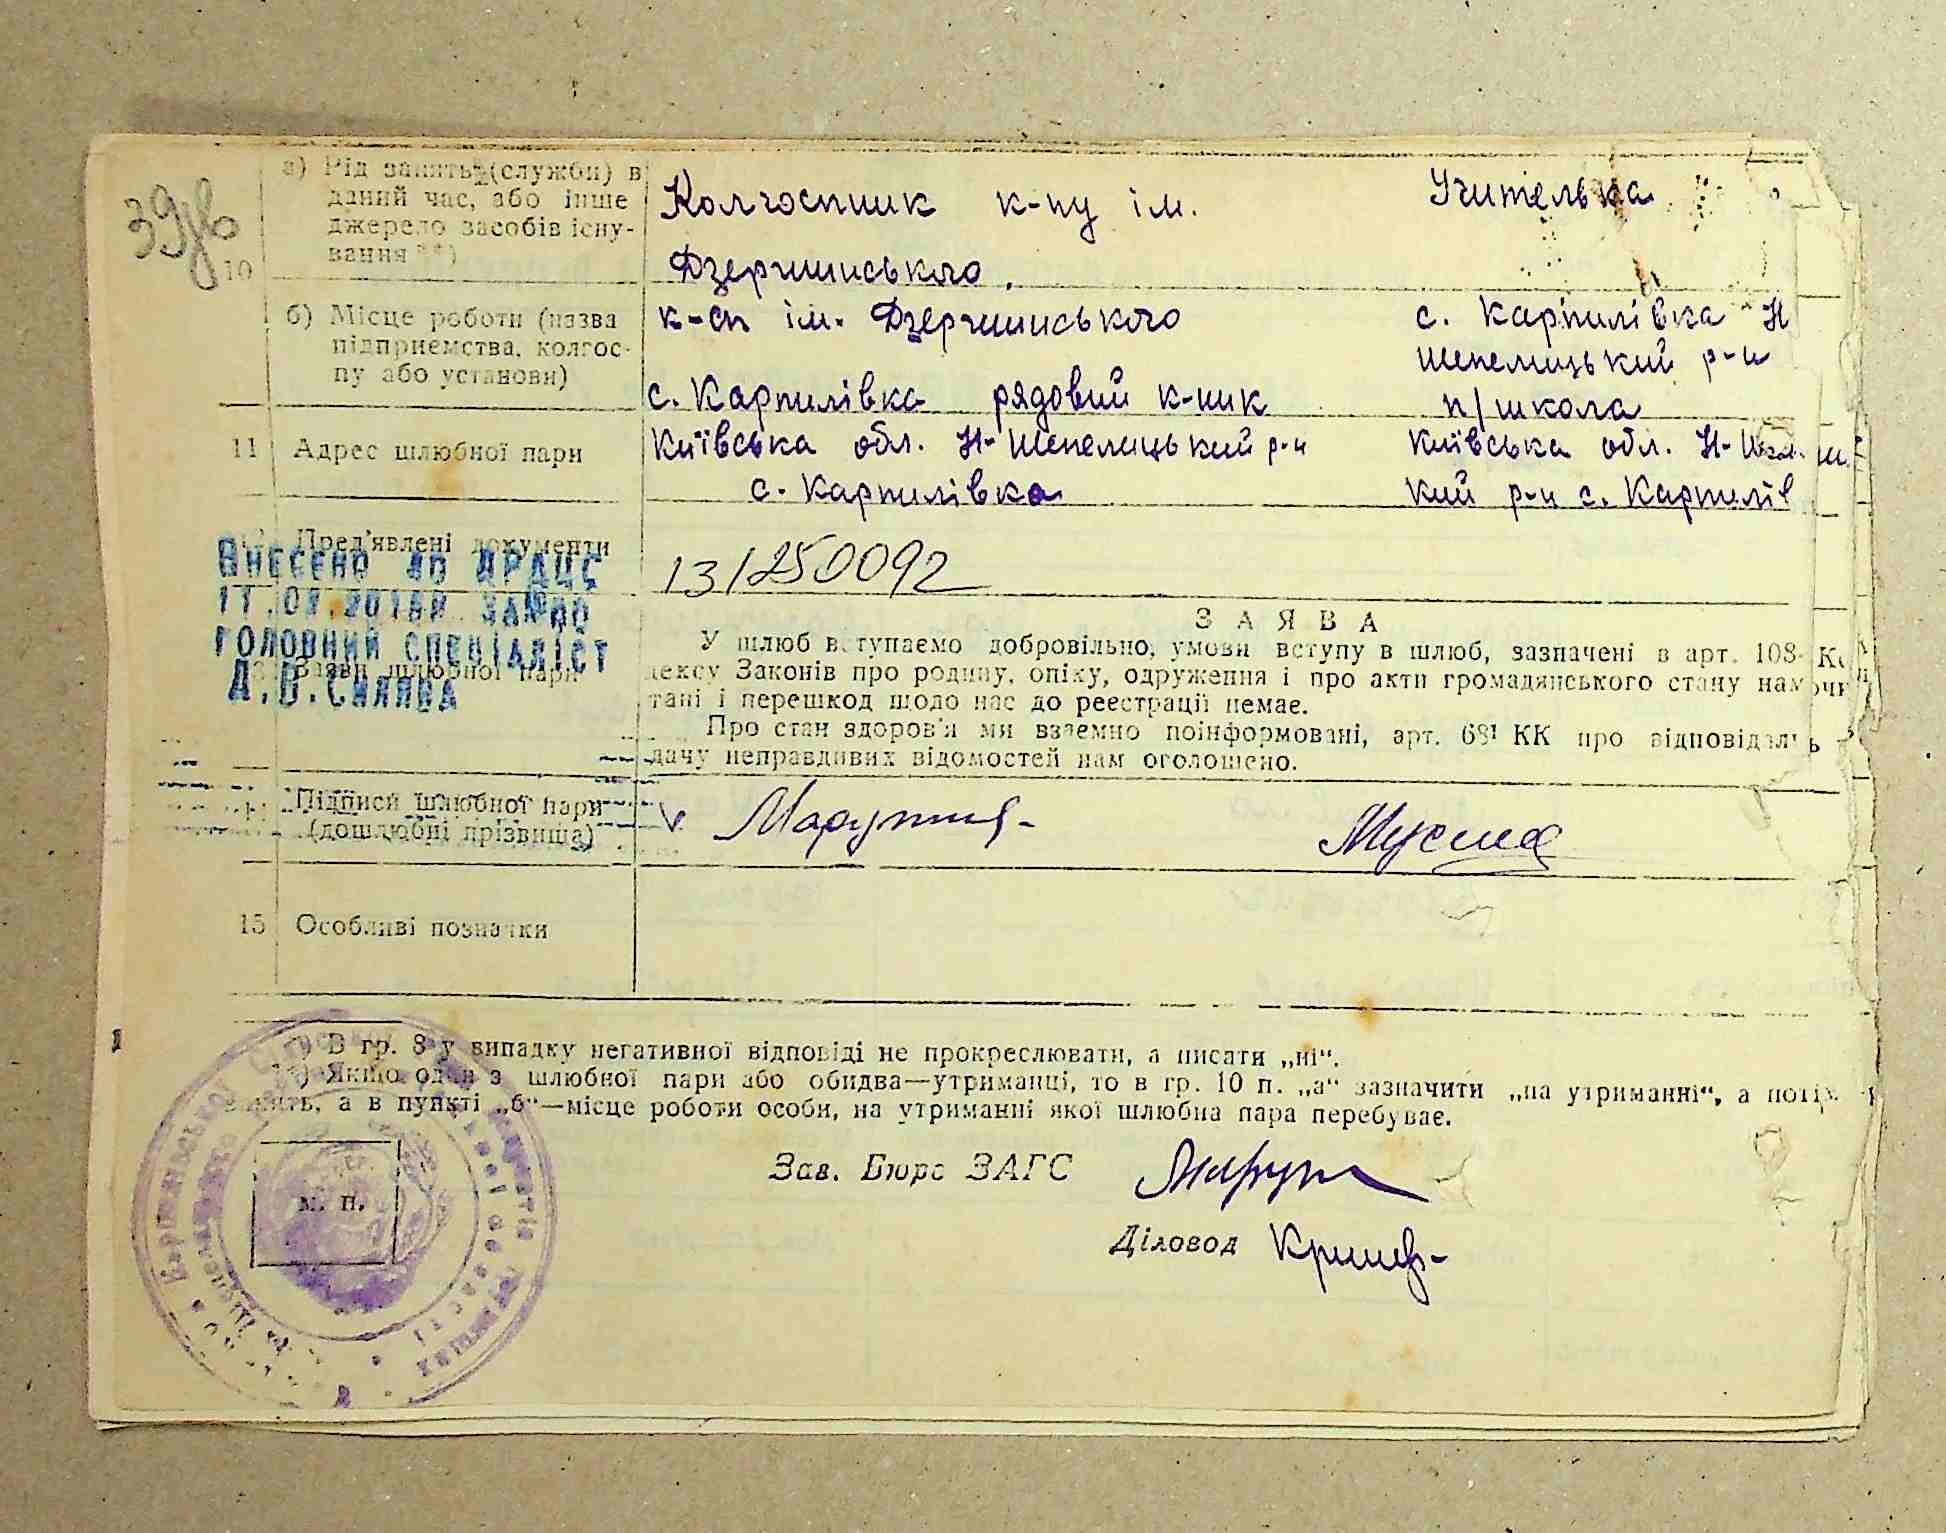 39зв
а) Рід занять (служби) в
даний час, або інше
джерело засобів існу-
вання **)
10
Колгоспник к-пу ім.
Дзержинського.
Учителька
б) Місце роботи (назва
підприємства, колгос-
пу або установи)
к-сп ім. Дзержинського
с. Карпилівка рядовий к-ник
с. Карпилівка Н
Шепелицький р-н
п/школа
11 Адрес шлюбної пари
Київська обл. Н-Шепелицький р-н
с. Карпилівка
Київська обл. Н-
кий р-н с. Карпилів
Пред'явлені документи
131250092
ВНЕСЕНО ДО ДРАЦС
ГОЛОВНИЙ СПЕЦІАЛІСТ
Заяви шлюбної пари
ЗАЯВА
У шлюб вступаємо добровільно, умови вступу в шлюб, зазначені в арт. 108 Ко
дексу Законів про родину, опіку, одруження і про акти громадянського стану нам
тані і перешкод щодо нас до реєстрації немає.
Про стан здоров'я ми взаємно поінформовані, арт. 68¹ КК про відповідаль
дачу неправдивих відомостей нам оголошено.
Підписи шлюбної пари
(дошлюбні прізвища)
v
15 Особливі позначки
*) В гр. 8 у випадку негативної відповіді не прокреслювати, а писати „ні“.
**) Якщо один з шлюбної пари або обидва—утриманці, то в гр. 10 п. „а“ зазначити „на утриманні“, а потім
а в пункті „б“—місце роботи особи, на утриманні якої шлюбна пара перебуває.
м. п.
Зав. Бюро ЗАГС
Діловод